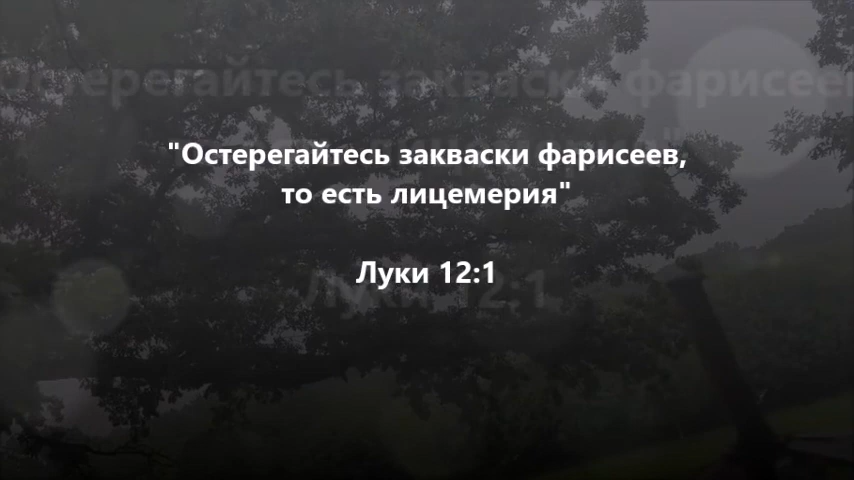 "Остерегайтесь закваски фарисеев,
то есть лицемерия"
Луки 12:1